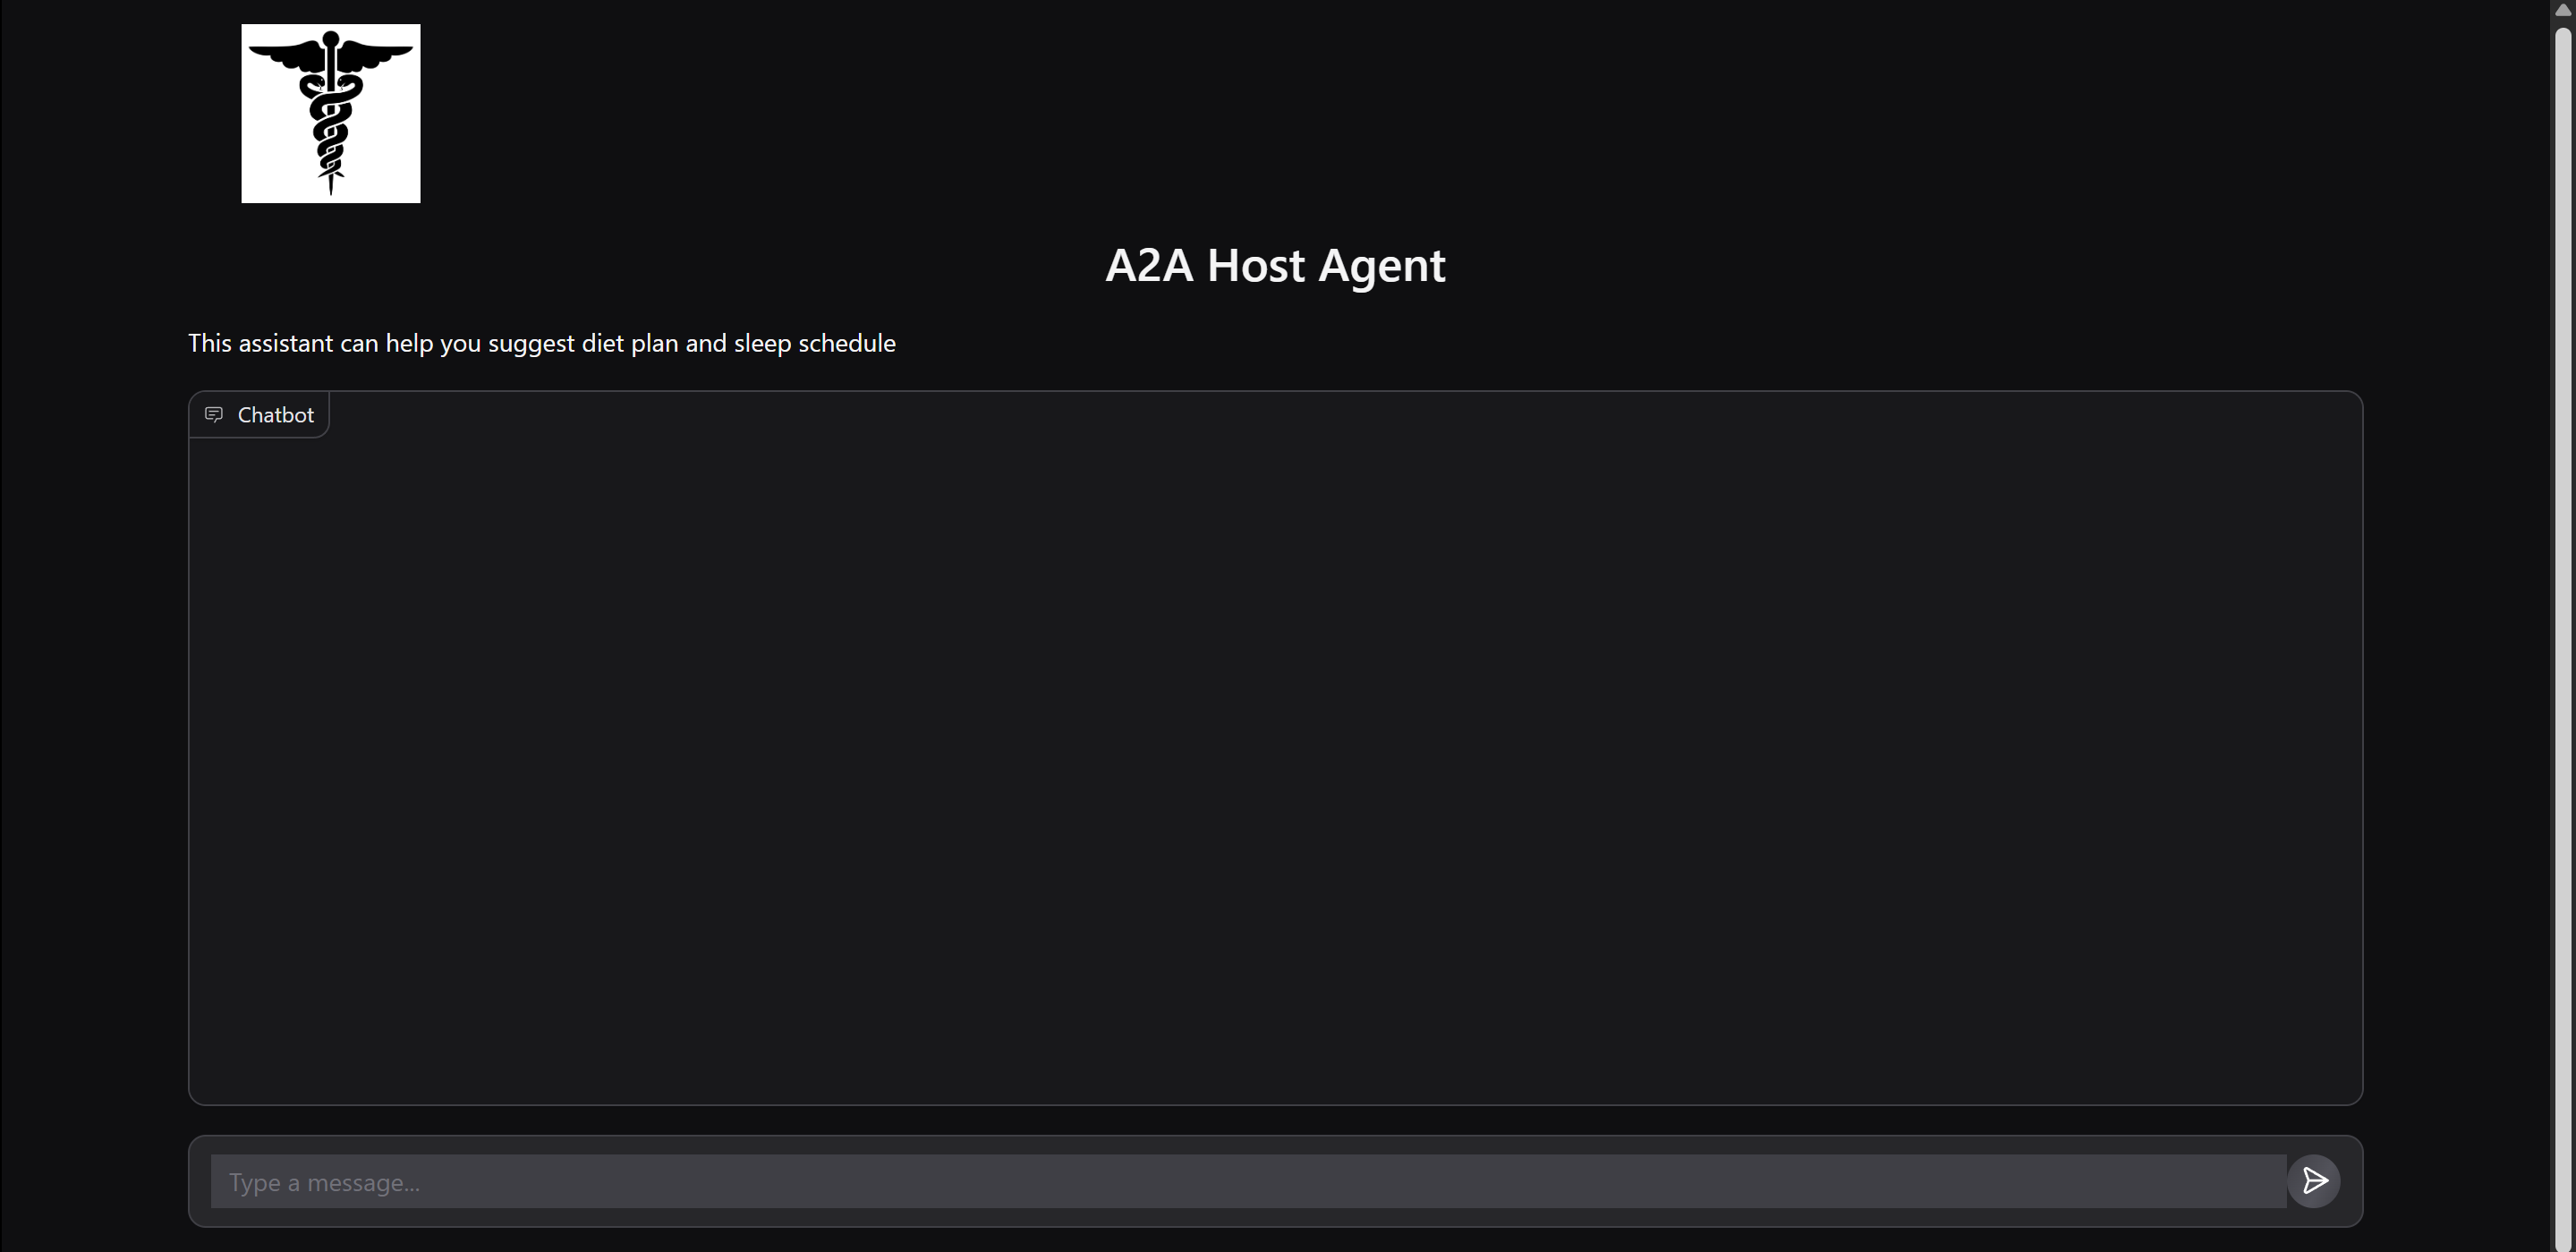 A2A Host Agent
This assistant can help you suggest diet plan and sleep schedule
Chatbot
Type a message...